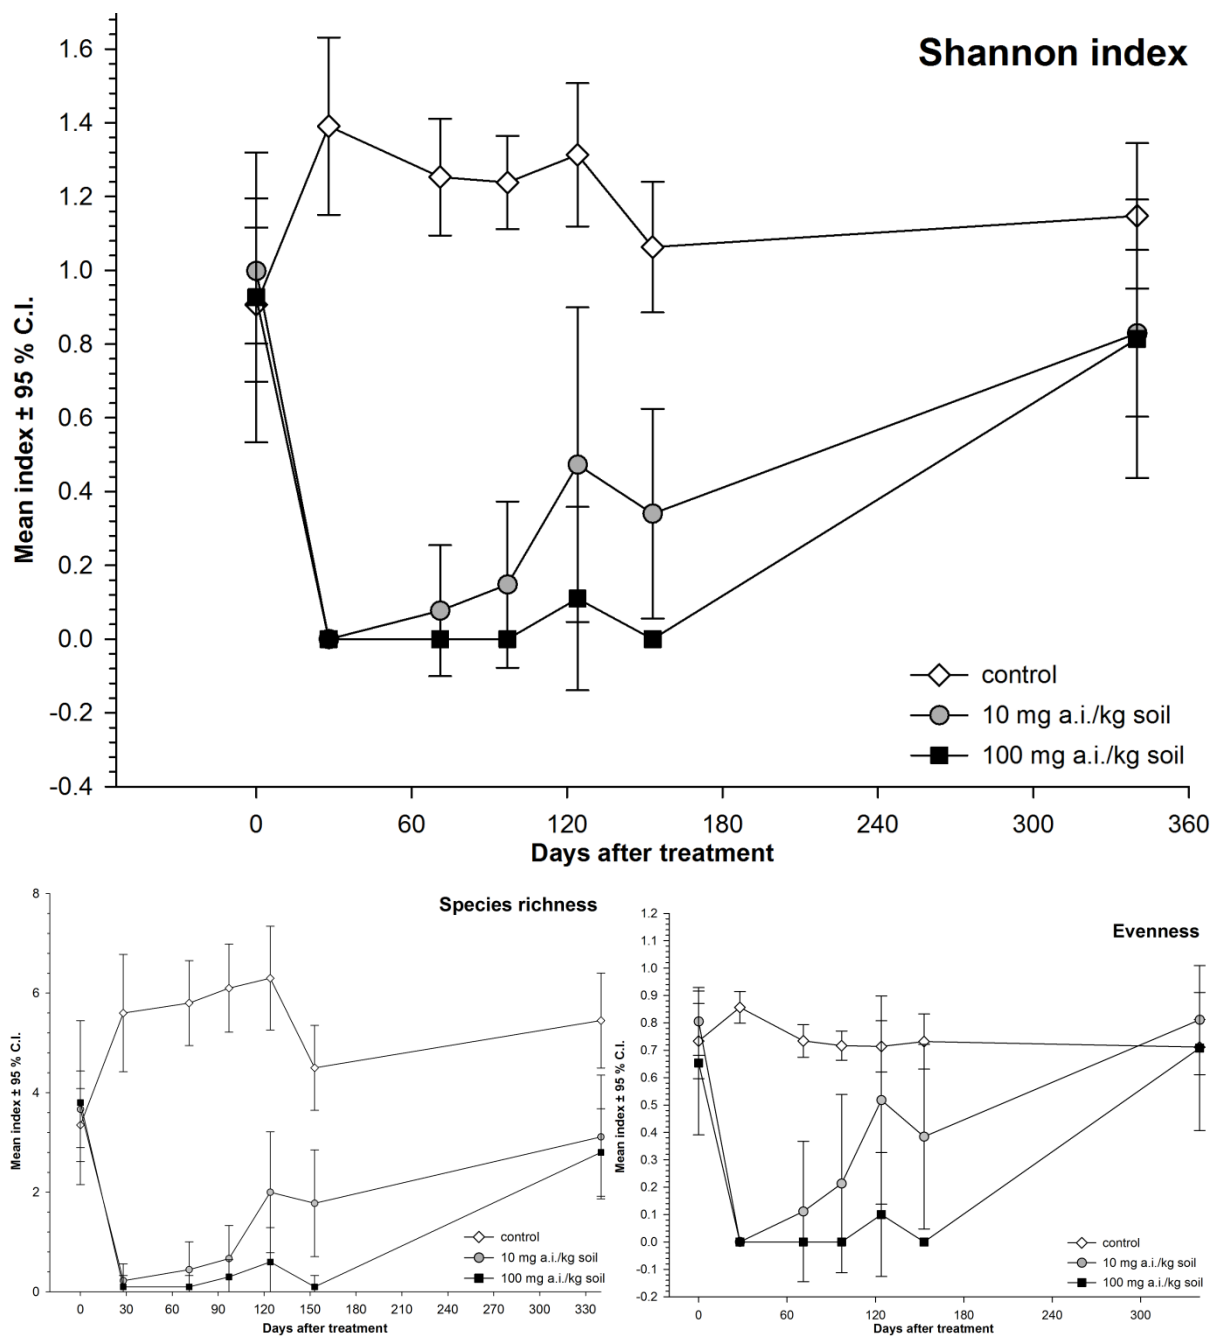 Shannon index
Mean index ± 95 % C.I.
1.6
1.4
1.2
1.0
0.8
0.6
0.4
0.2
0.0
-0.2
-0.4
control
10 mg a.i./kg soil
100 mg a.i./kg soil
0 60 120 180 240 300 360
Days after treatment
Species richness
Mean index ± 95 % C.I.
8
6
4
2
0
control
10 mg a.i./kg soil
100 mg a.i./kg soil
0 30 60 90 120 150 180 210 240 270 300 330
Days after treatment
Evenness
Mean index ± 95 % C.I.
1.2
1.1
1.0
0.9
0.8
0.7
0.6
0.5
0.4
0.3
0.2
0.1
0.0
-0.1
-0.2
control
10 mg a.i./kg soil
100 mg a.i./kg soil
0 60 120 180 240 300
Days after treatment